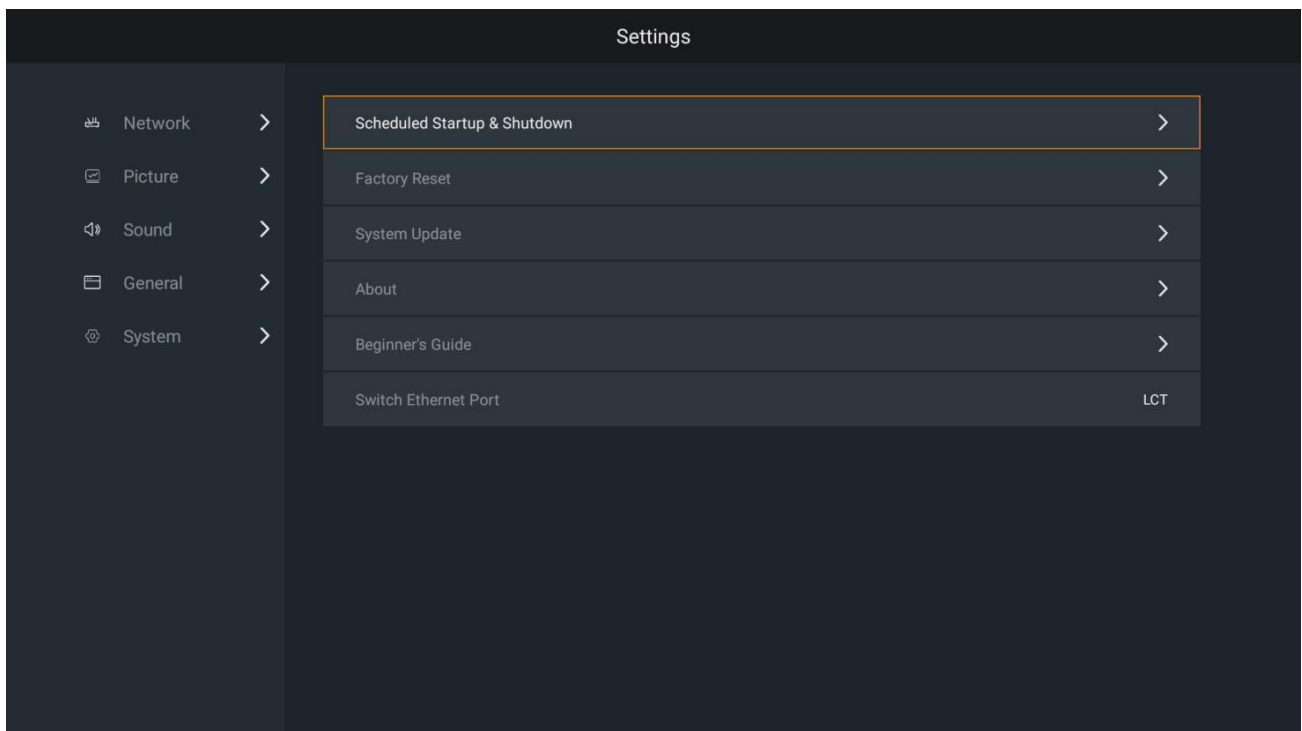 Settings
Network
Picture
Sound
General
System
Scheduled Startup & Shutdown
Factory Reset
System Update
About
Beginner's Guide
Switch Ethernet Port LCT